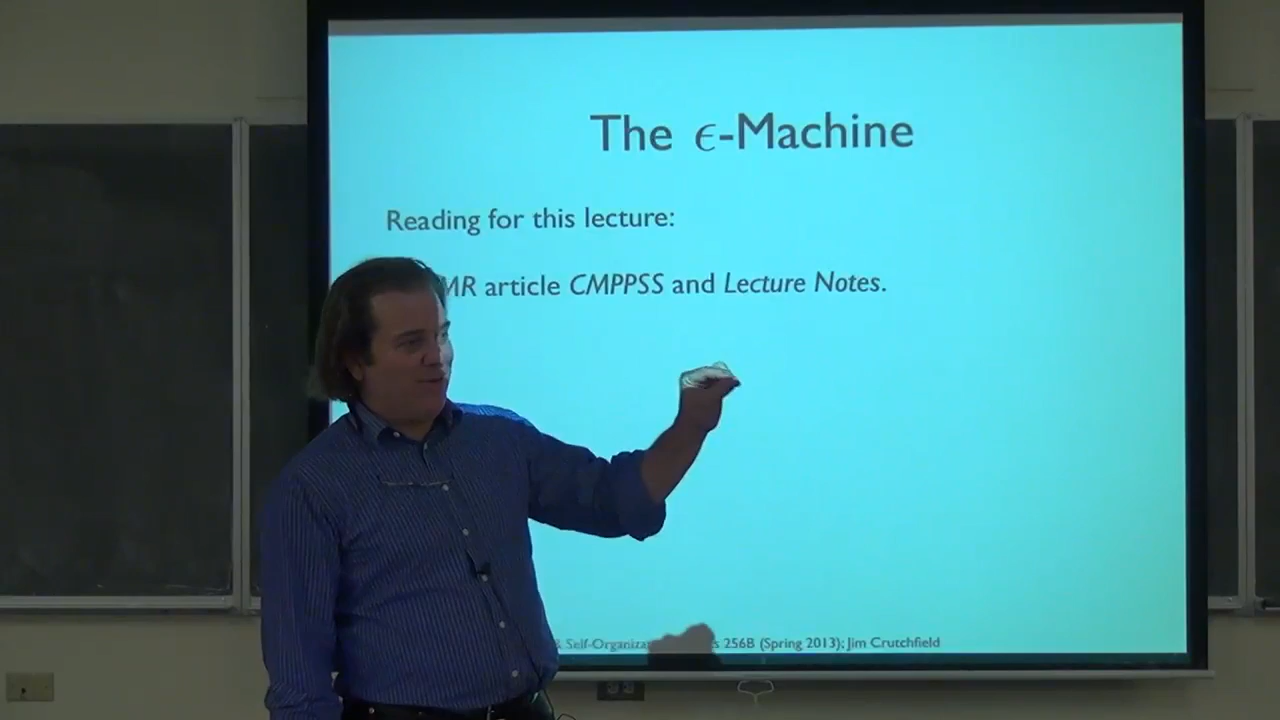 The ϵ-Machine
Reading for this lecture:
MR article CMPPSS and Lecture Notes.
& Self-Organiza s 256B (Spring 2013); Jim Crutchfield